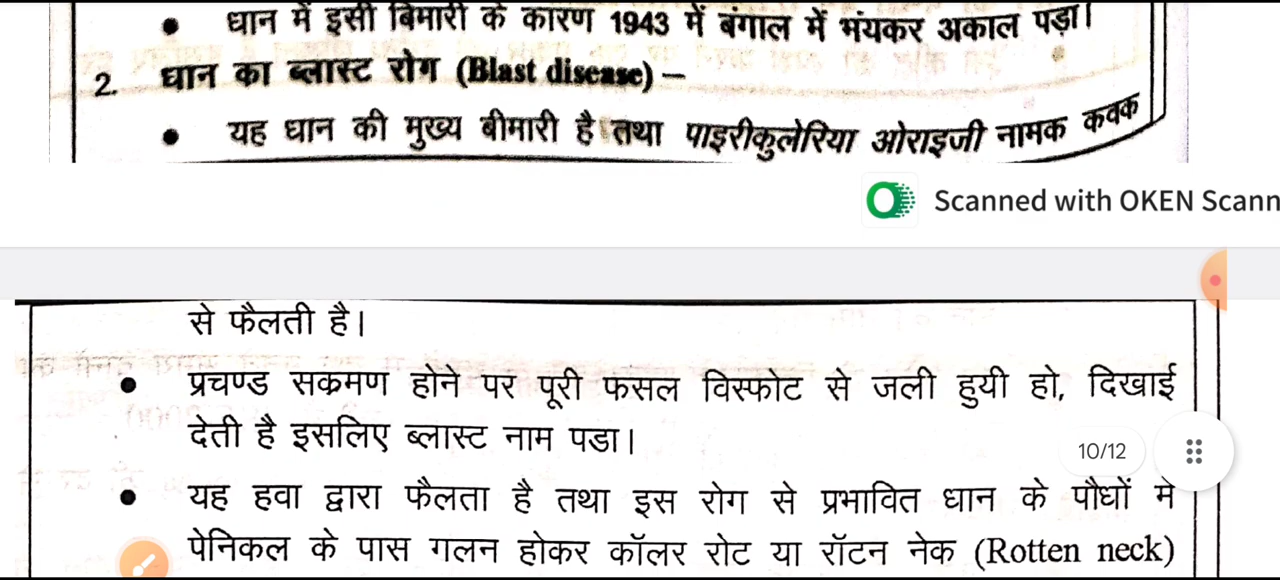 • धान में इसी बिमारी के कारण 1943 में बंगाल में भंयकर अकाल पड़ा।
2. धान का ब्लास्ट रोग (Blast disease) –
• यह धान की मुख्य बीमारी है तथा पाइरीकुलेरिया ओराइजी नामक कवक
Scanned with OKEN Scann
से फैलती है।
• प्रचण्ड सक्रमण होने पर पूरी फसल विस्फोट से जली हुयी हो, दिखाई
देती है इसलिए ब्लास्ट नाम पडा।
10/12
• यह हवा द्वारा फैलता है तथा इस रोग से प्रभावित धान के पौधों मे
पेनिकल के पास गलन होकर कॉलर रोट या रॉटन नेक (Rotten neck)